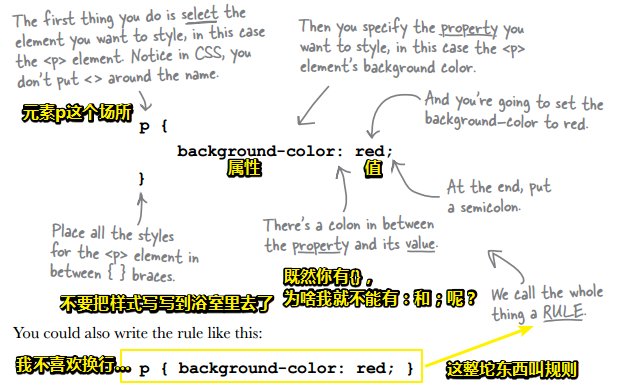 The first thing you do is select the
element you want to style, in this case
the <p> element. Notice in CSS, you
don't put <> around the name.
Then you specify the property you
want to style, in this case the <p>
element's background color.
And you're going to set the
background-color to red.
元素p这个场所
p {
background-color: red;
属性
值
}
At the end, put
a semicolon.
Place all the styles
for the <p> element in
between { } braces.
There's a colon in between
the property and its value.
不要把样式写写到浴室里去了
既然你有{}，
为啥我就不能有：和；呢？
We call the whole
thing a RULE.
You could also write the rule like this:
我不喜欢换行...
p { background-color: red; }
这整坨东西叫规则